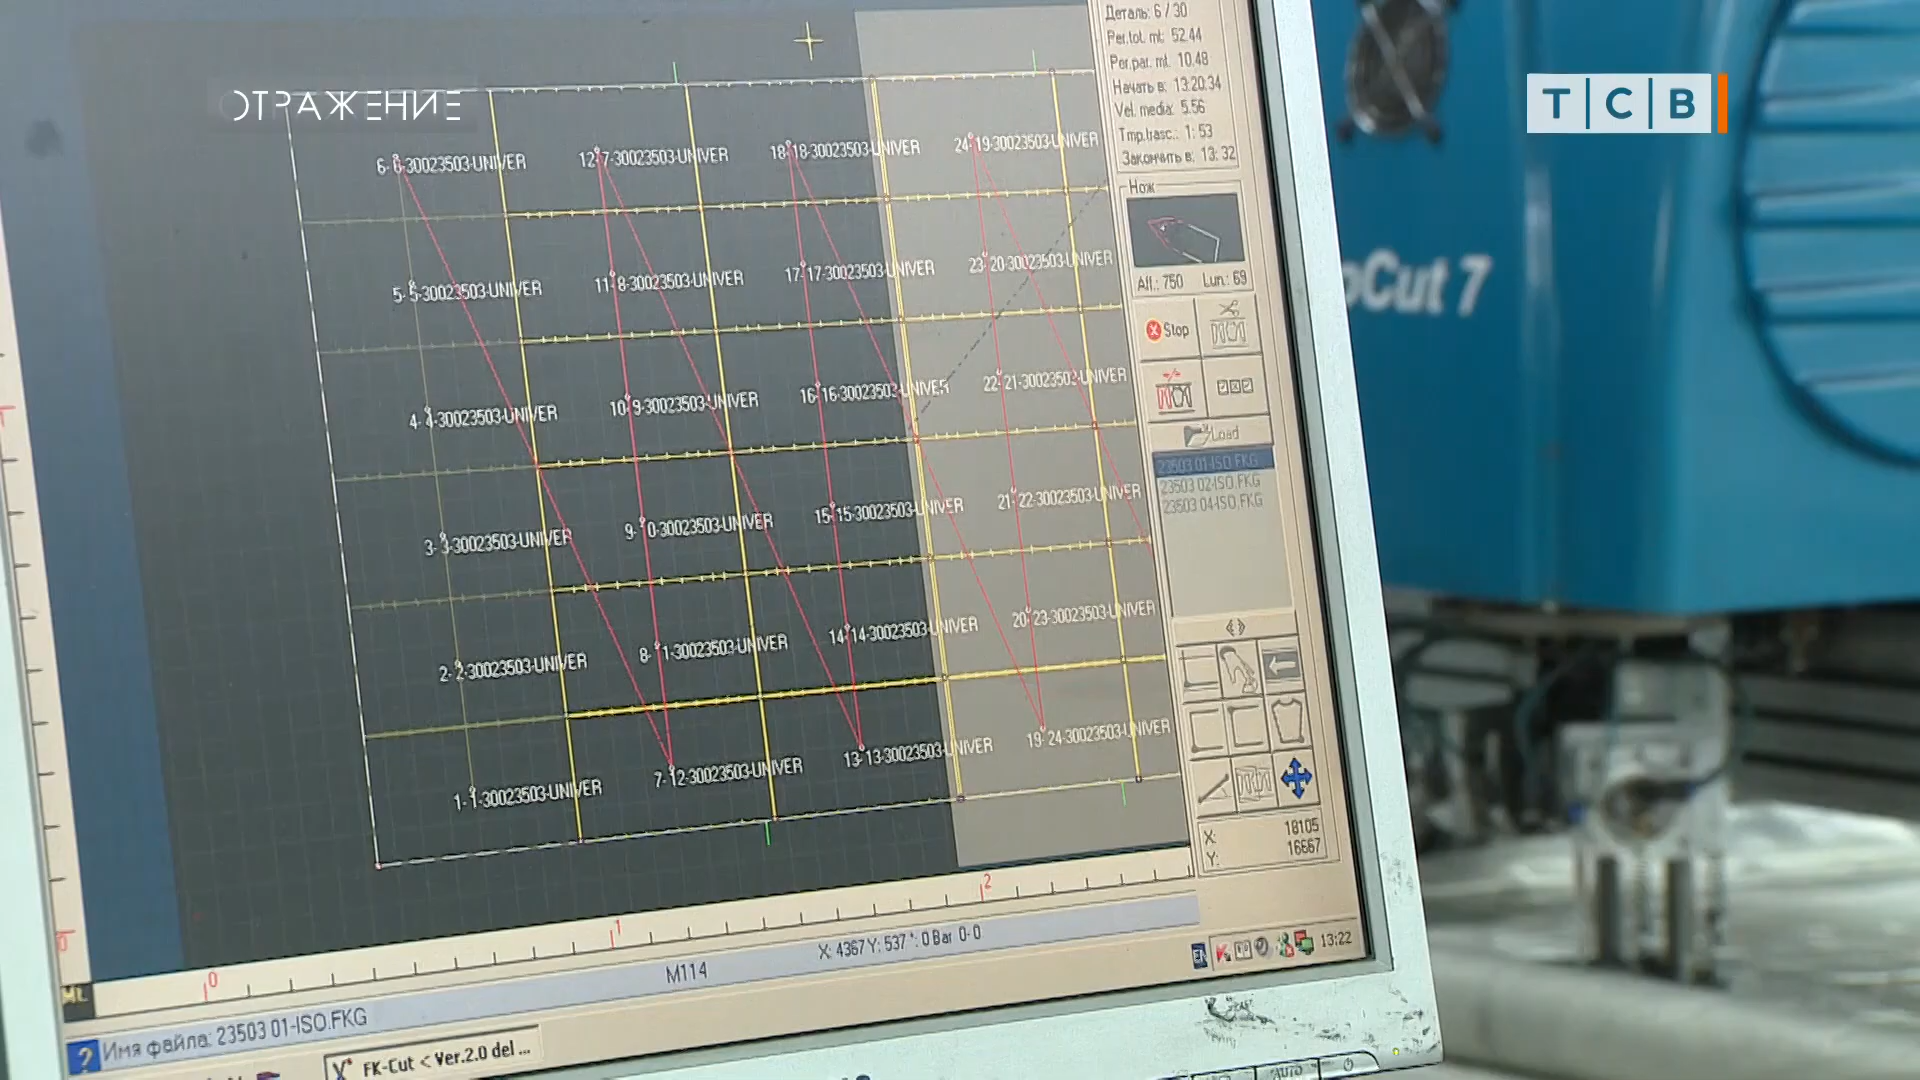 ОТРАЖЕНИЕ
ТСВ
Деталь: 6 / 30
Per.tot. mt: 52.44
Per.par. mt: 10.48
Начать в: 13:20:34
Vel. media: 5.56
Tmp.trasc.: 1: 53
Закончить в: 13: 32
Нож
Alt.: 750 Lun.: 69
Stop
Load
23503 01-ISO.FKG
23503 02-ISO.FKG
23503 04-ISO.FKG
X: 18105
Y: 16667
6- 6-30023503-UNIVER
12- 7-30023503-UNIVER
18-18-30023503-UNIVER
24-19-30023503-UNIVER
5- 5-30023503-UNIVER
11- 8-30023503-UNIVER
17-17-30023503-UNIVER
23-20-30023503-UNIVER
4- 4-30023503-UNIVER
10- 9-30023503-UNIVER
16-16-30023503-UNIVER
22-21-30023503-UNIVER
3- 3-30023503-UNIVER
9- 10-30023503-UNIVER
15-15-30023503-UNIVER
21-22-30023503-UNIVER
2- 2-30023503-UNIVER
8- 11-30023503-UNIVER
14-14-30023503-UNIVER
20-23-30023503-UNIVER
1- 1-30023503-UNIVER
7- 12-30023503-UNIVER
13-13-30023503-UNIVER
19-24-30023503-UNIVER
0 1 2
X: 4367 Y: 537 °: 0 Bar 0-0
M114
Имя файла: 23503 01-ISO.FKG
FK-Cut < Ver.2.0 del ...
EN
13:22
AUTO
oCut 7